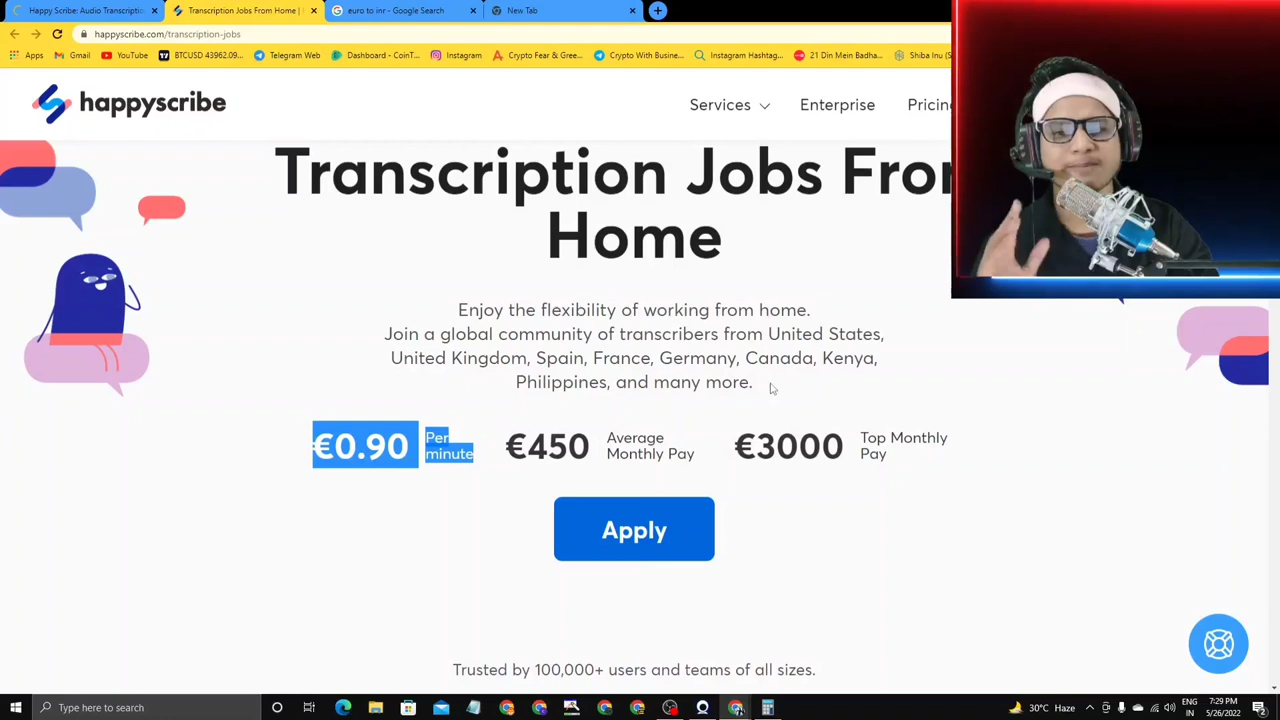 Happy Scribe: Audio Transcriptio
Transcription Jobs From Home |
euro to inr - Google Search
New Tab
happyscribe.com/transcription-jobs
Apps
Gmail
YouTube
BTCUSD 43962.09...
Telegram Web
Dashboard - CoinT...
Instagram
Crypto Fear & Gree...
Crypto With Busine...
Instagram Hashtag...
21 Din Mein Badha...
Shiba Inu (S
happyscribe
Services
Enterprise
Pricing
Transcription Jobs From
Home
Enjoy the flexibility of working from home.
Join a global community of transcribers from United States,
United Kingdom, Spain, France, Germany, Canada, Kenya,
Philippines, and many more.
€0.90 Per minute
€450 Average Monthly Pay
€3000 Top Monthly Pay
Apply
Trusted by 100,000+ users and teams of all sizes.
Type here to search
30°C Haze
ENG
IN
7:29 PM
5/26/2022